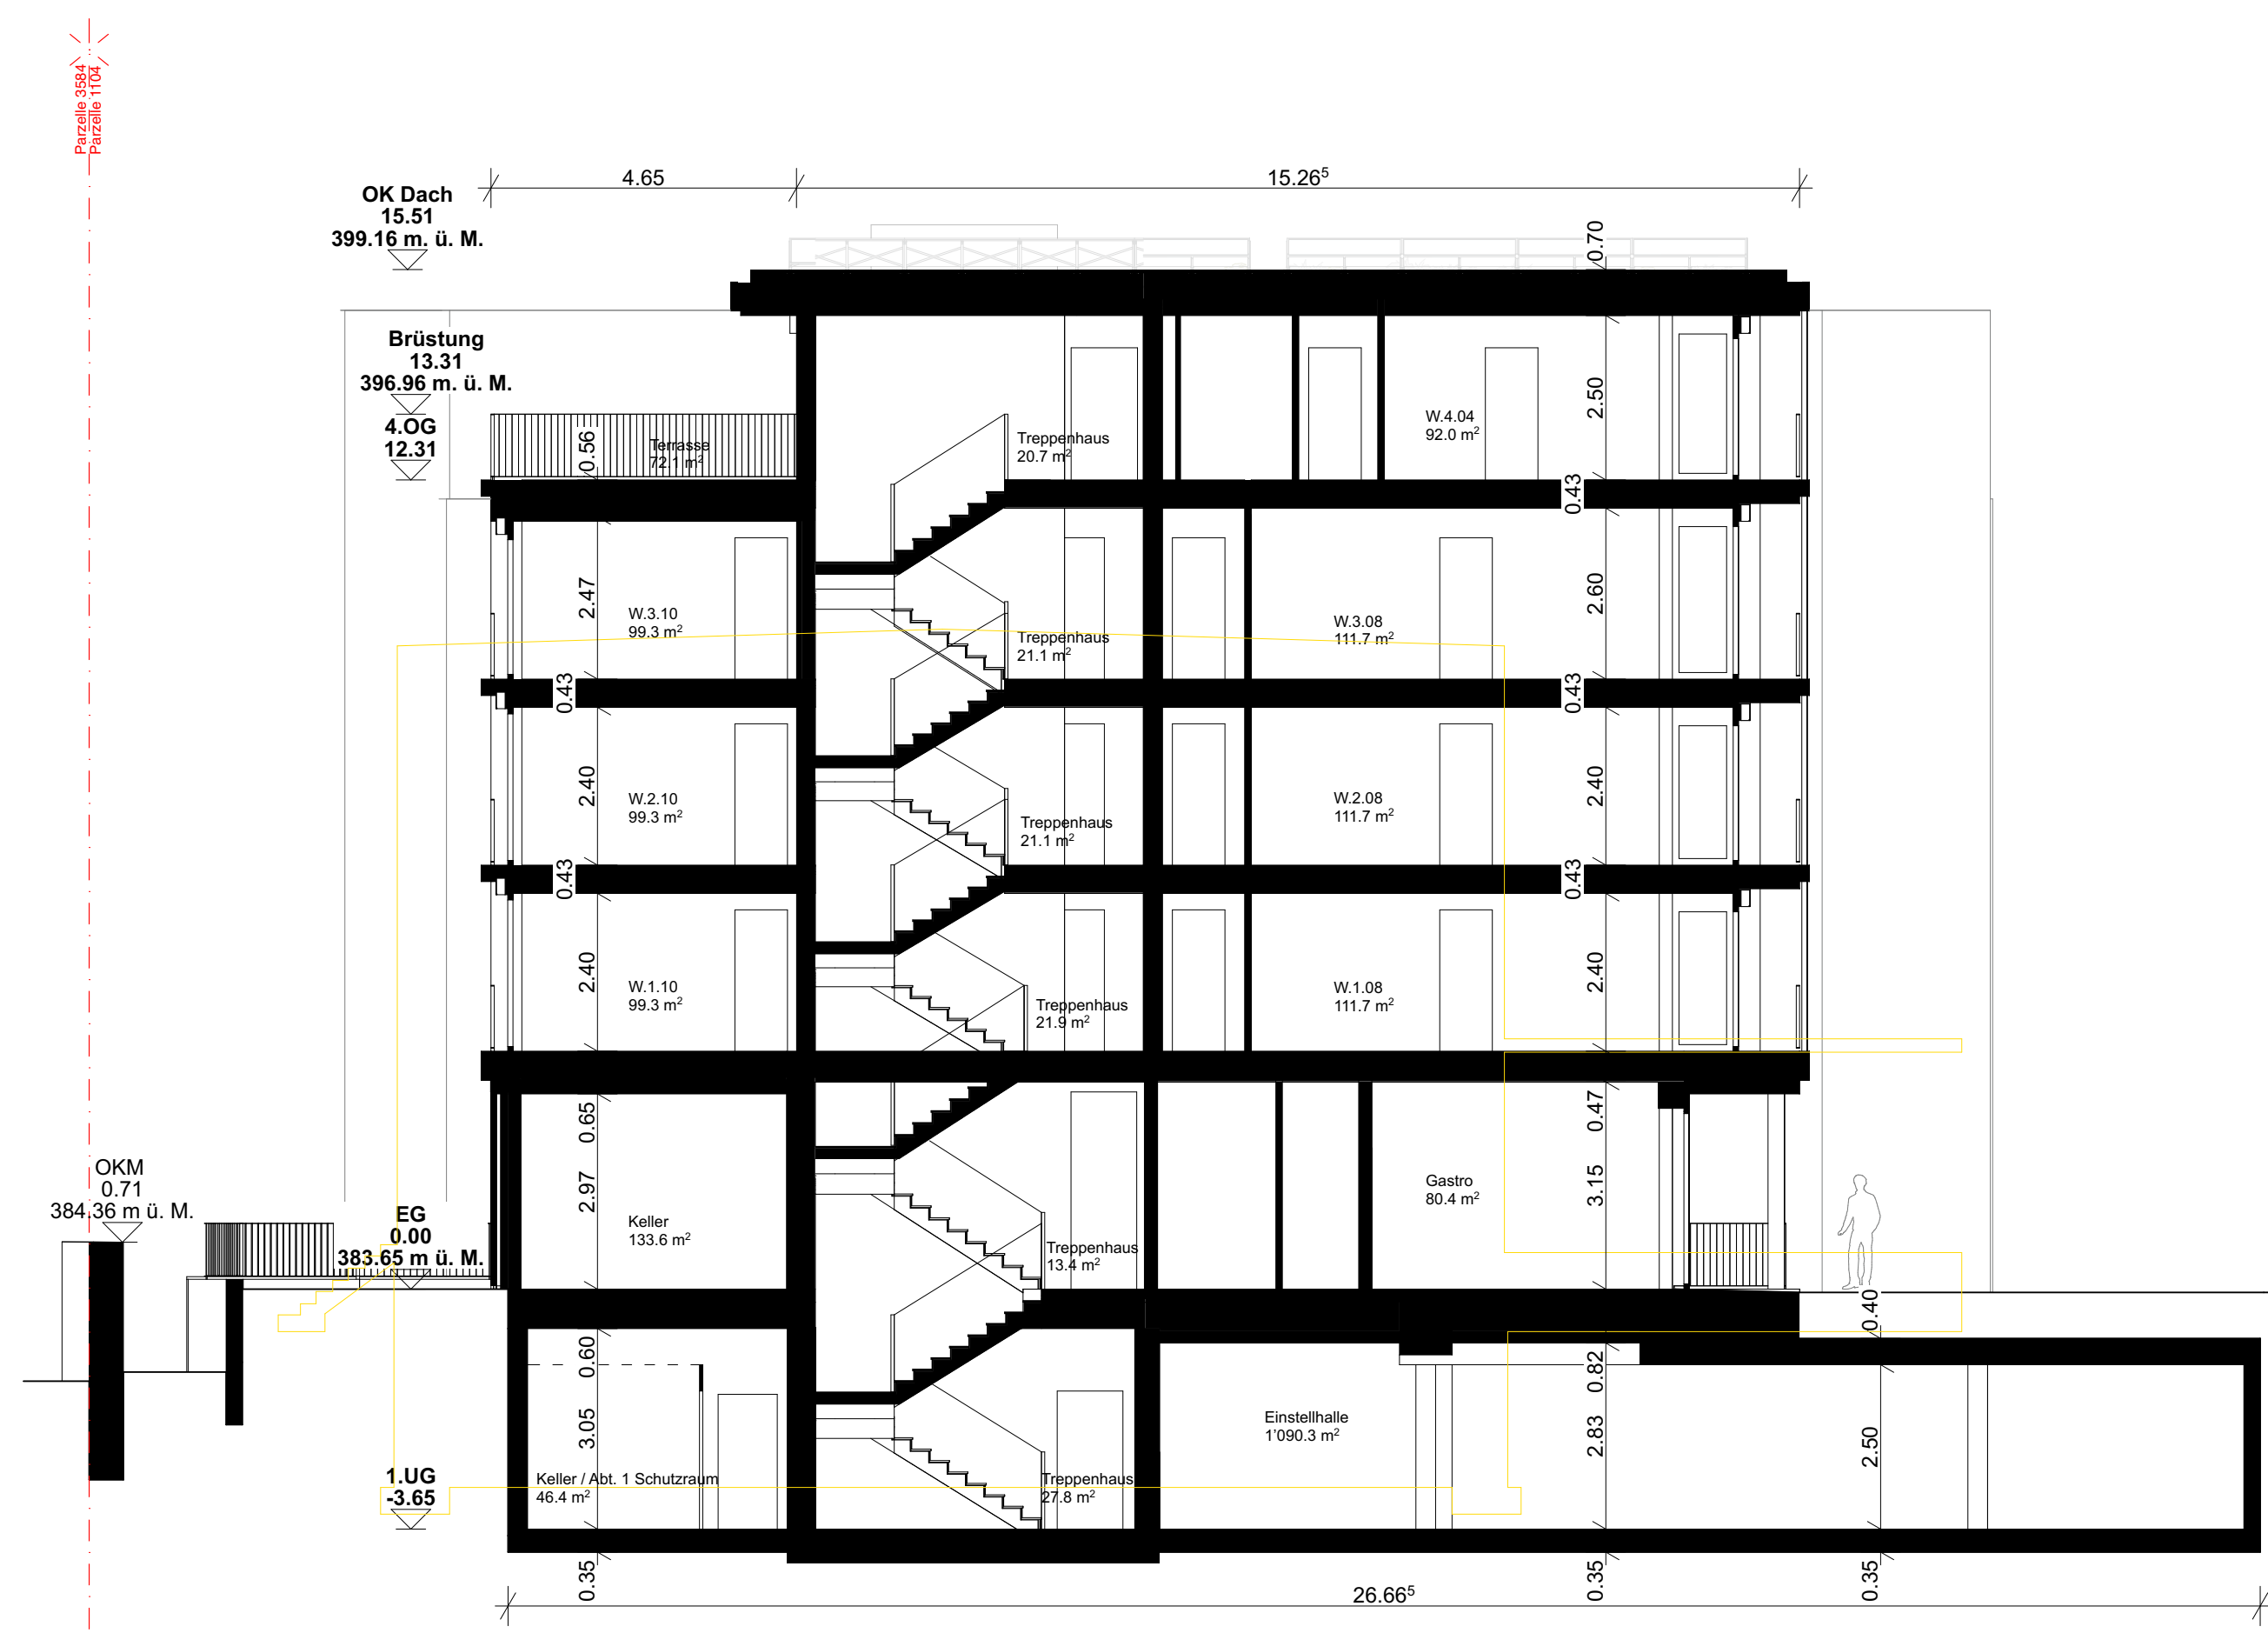 Parzelle 3584
Parzelle 1104
4.65
15.26⁵
OK Dach
15.51
399.16 m. ü. M.
0.70
Brüstung
13.31
396.96 m. ü. M.
4.OG
12.31
0.56
Terrasse
72.1 m²
Treppenhaus
20.7 m²
W.4.04
92.0 m²
2.50
0.43
2.47
W.3.10
99.3 m²
Treppenhaus
21.1 m²
W.3.08
111.7 m²
2.60
0.43
0.43
2.40
W.2.10
99.3 m²
Treppenhaus
21.1 m²
W.2.08
111.7 m²
2.40
0.43
0.43
2.40
W.1.10
99.3 m²
Treppenhaus
21.9 m²
W.1.08
111.7 m²
2.40
0.65
0.47
OKM
0.71
384.36 m ü. M.
EG
0.00
383.65 m ü. M.
2.97
Keller
133.6 m²
Treppenhaus
13.4 m²
Gastro
80.4 m²
3.15
0.40
0.60
0.82
3.05
Einstellhalle
1'090.3 m²
2.83
2.50
1.UG
-3.65
Keller / Abt. 1 Schutzraum
46.4 m²
Treppenhaus
27.8 m²
0.35
0.35
0.35
26.66⁵